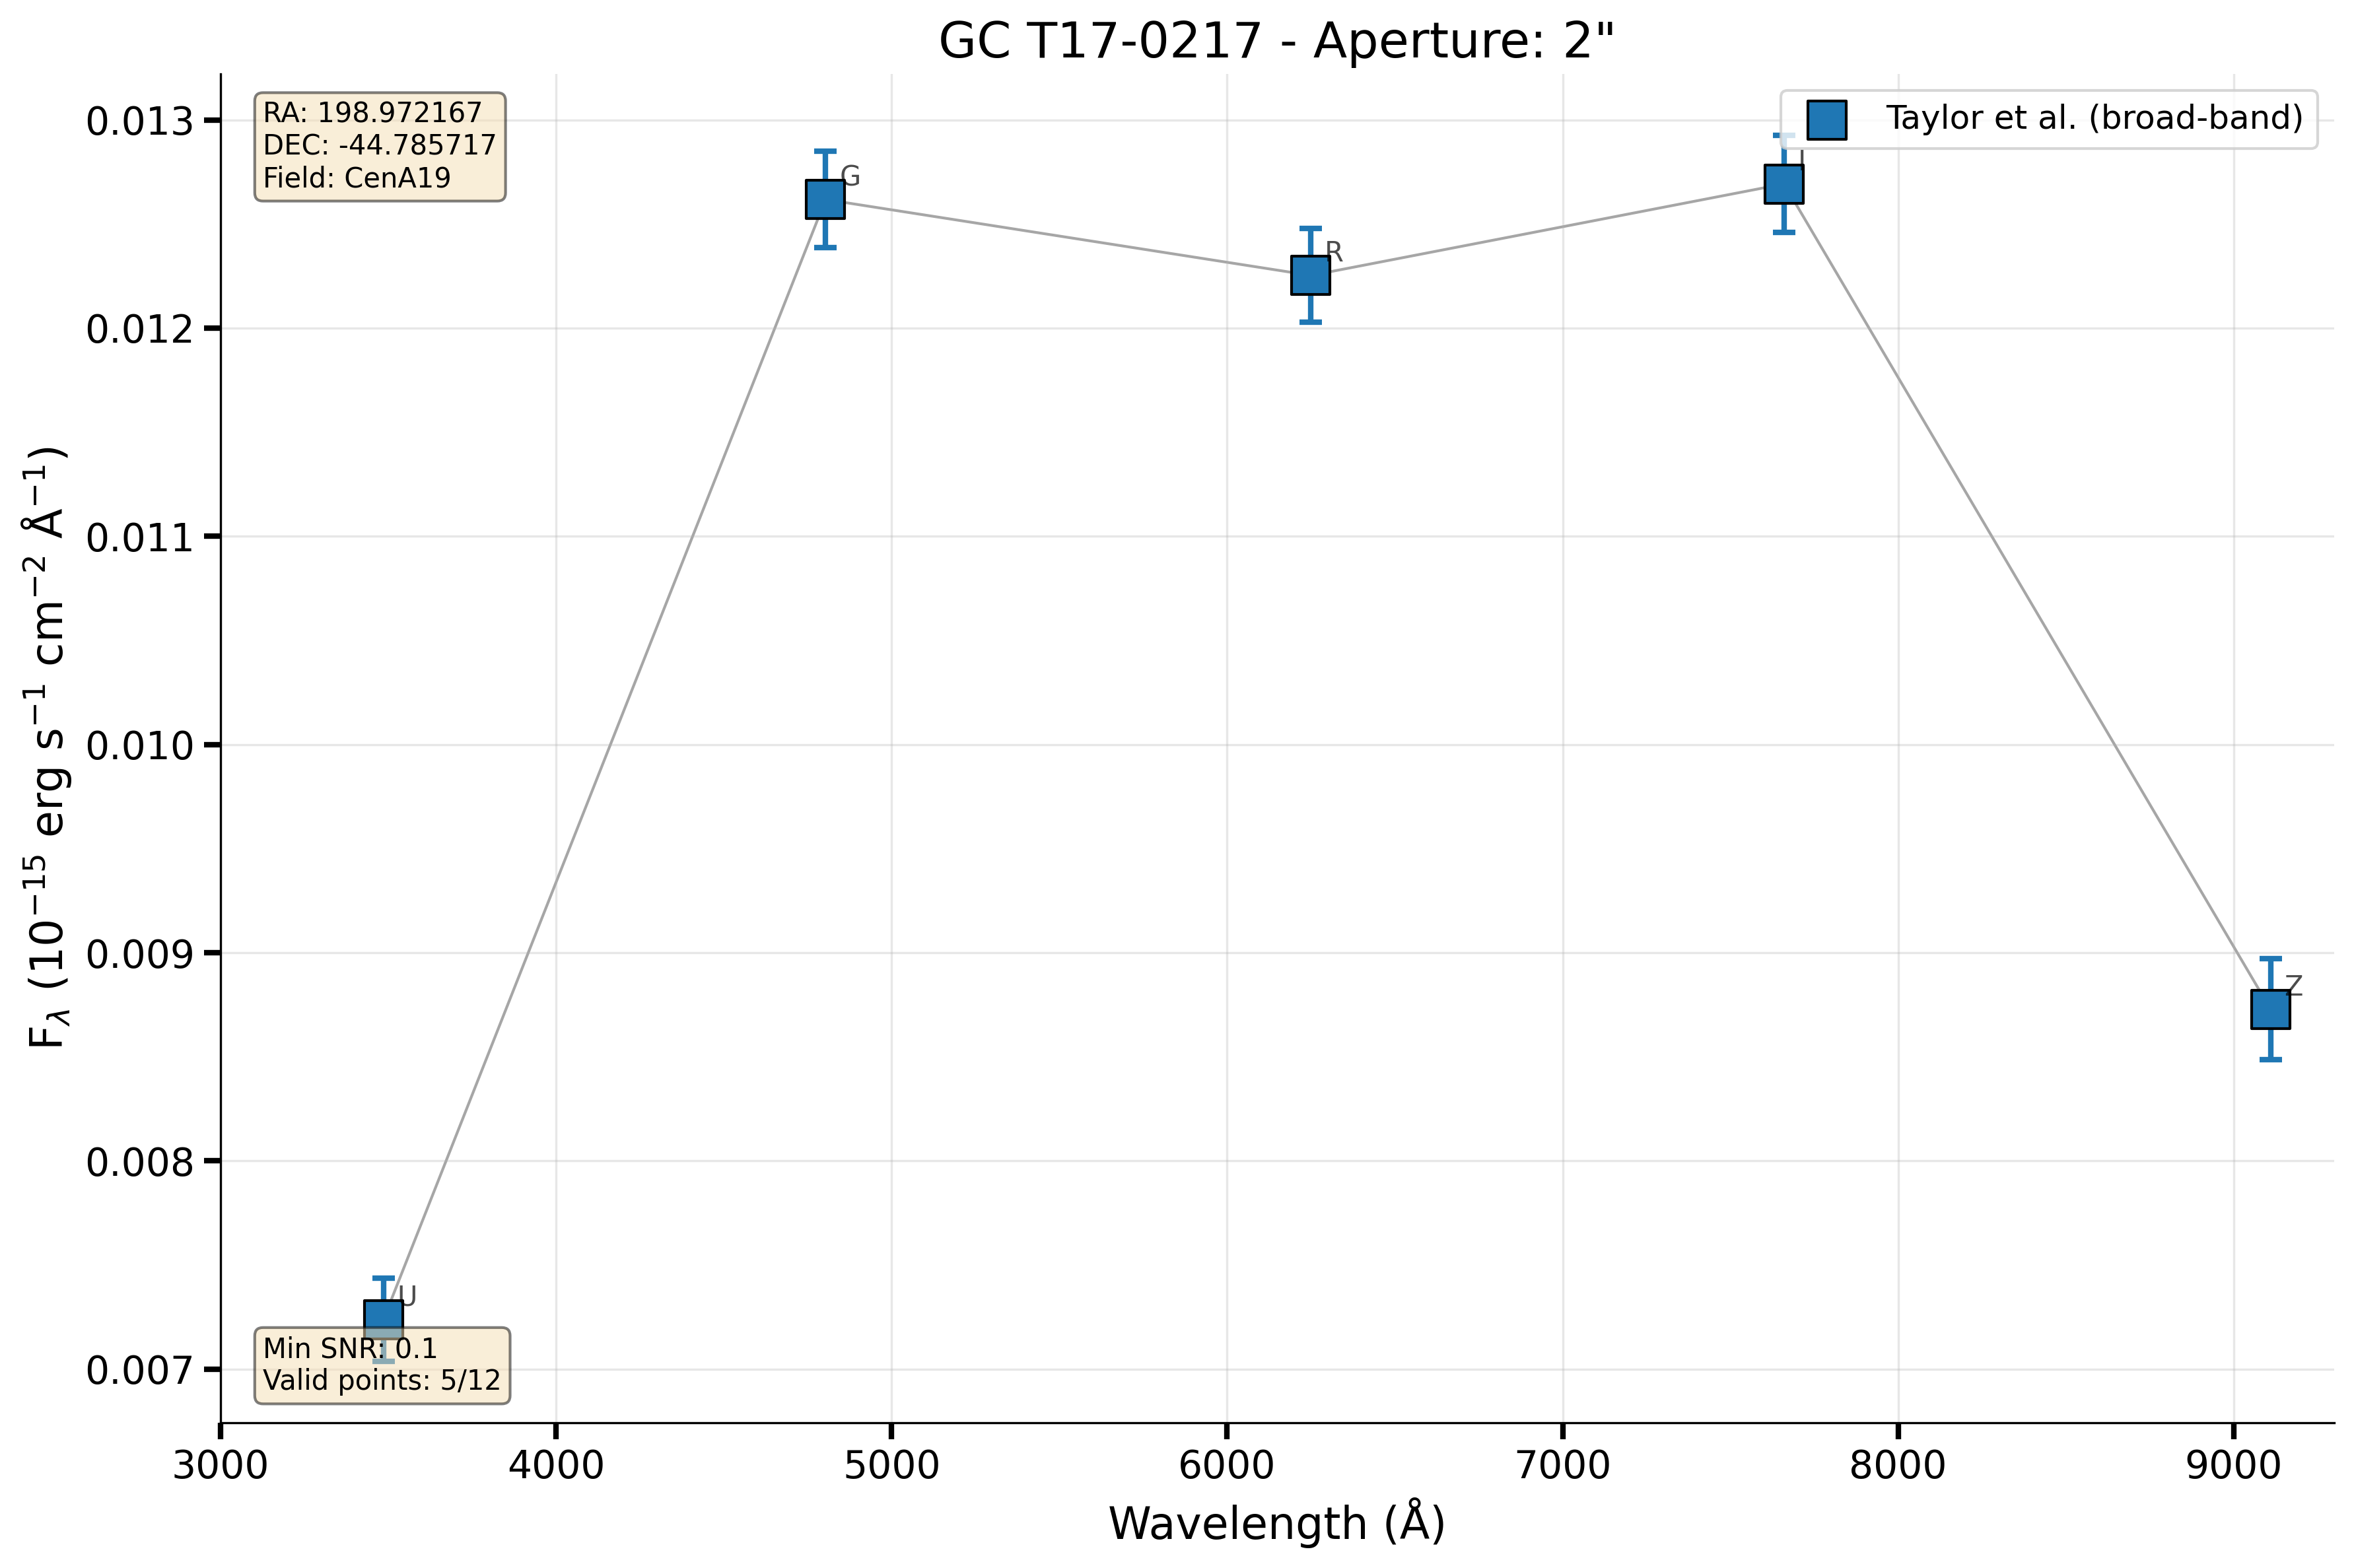 GC T17-0217 - Aperture: 2"
RA: 198.972167
DEC: -44.785717
Field: CenA19
Taylor et al. (broad-band)
G
R
I
U
Z
Min SNR: 0.1
Valid points: 5/12
0.013
0.012
0.011
0.010
0.009
0.008
0.007
F_λ (10⁻¹⁵ erg s⁻¹ cm⁻² Å⁻¹)
3000 4000 5000 6000 7000 8000 9000
Wavelength (Å)